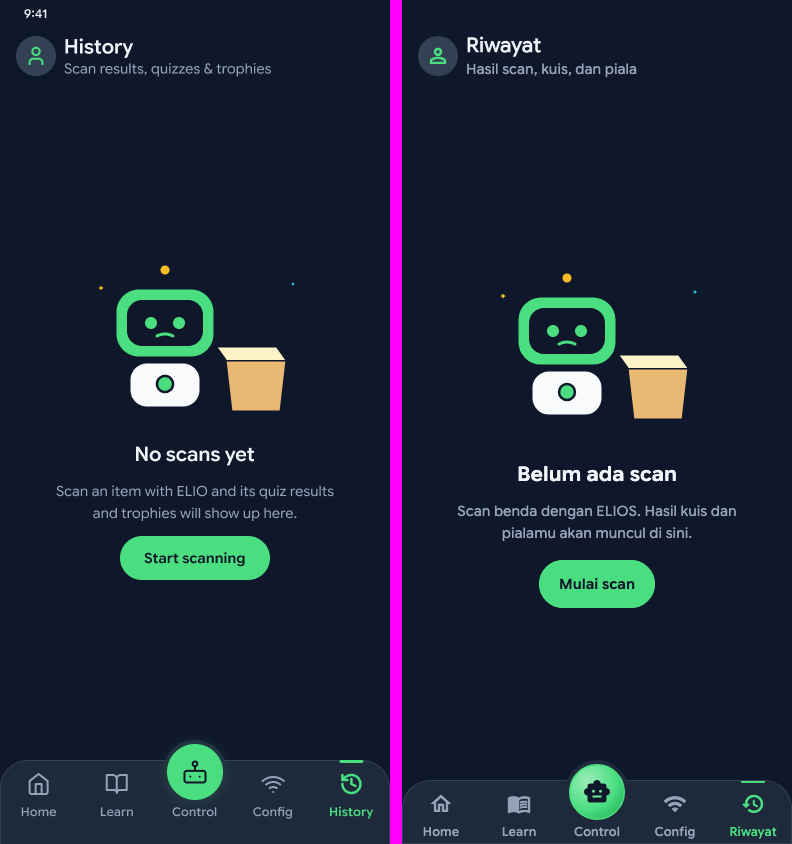 9:41
History
Scan results, quizzes & trophies
No scans yet
Scan an item with ELIO and its quiz results
and trophies will show up here.
Start scanning
Home
Learn
Control
Config
History
Riwayat
Hasil scan, kuis, dan piala
Belum ada scan
Scan benda dengan ELIOS. Hasil kuis dan
pialamu akan muncul di sini.
Mulai scan
Home
Learn
Control
Config
Riwayat